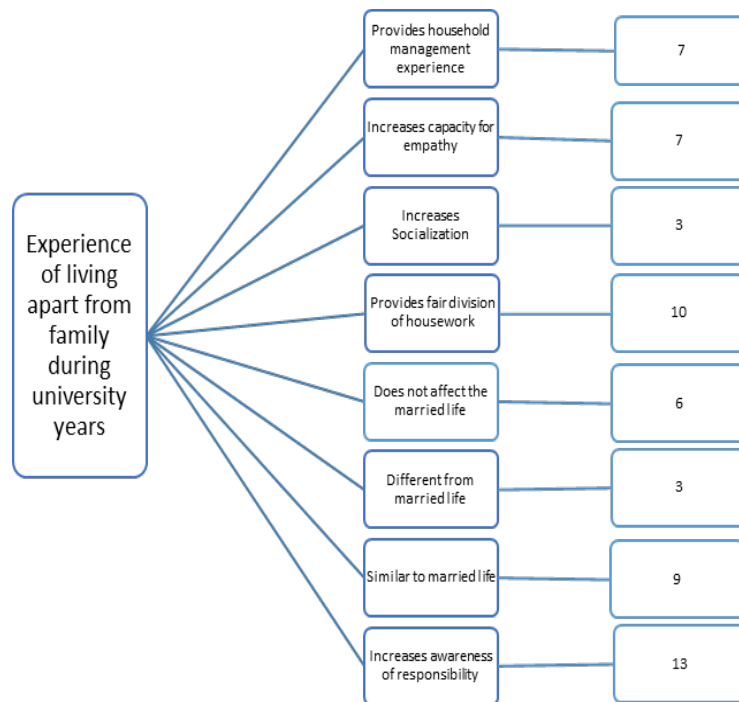 Experience
of living
apart from
family
during
university
years
Provides household
management
experience
7
Increases capacity for
empathy
7
Increases
Socialization
3
Provides fair division
of housework
10
Does not affect the
married life
6
Different from
married life
3
Similar to married life
9
Increases awareness
of responsibility
13